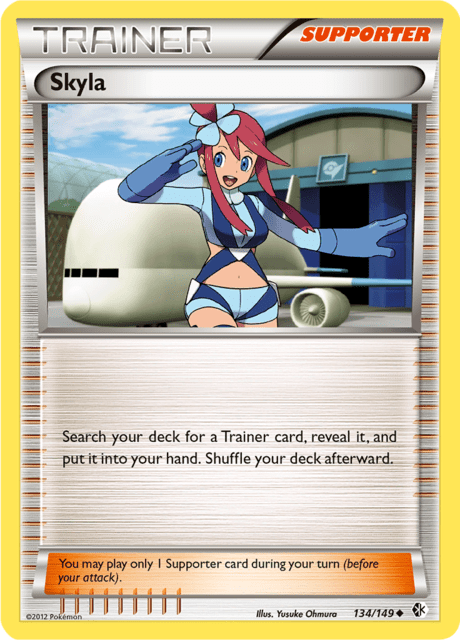 TRAINER
SUPPORTER
Skyla
Search your deck for a Trainer card, reveal it, and
put it into your hand. Shuffle your deck afterward.
You may play only 1 Supporter card during your turn (before
your attack).
©2012 Pokémon
Illus. Yusuke Ohmura
134/149 ◆